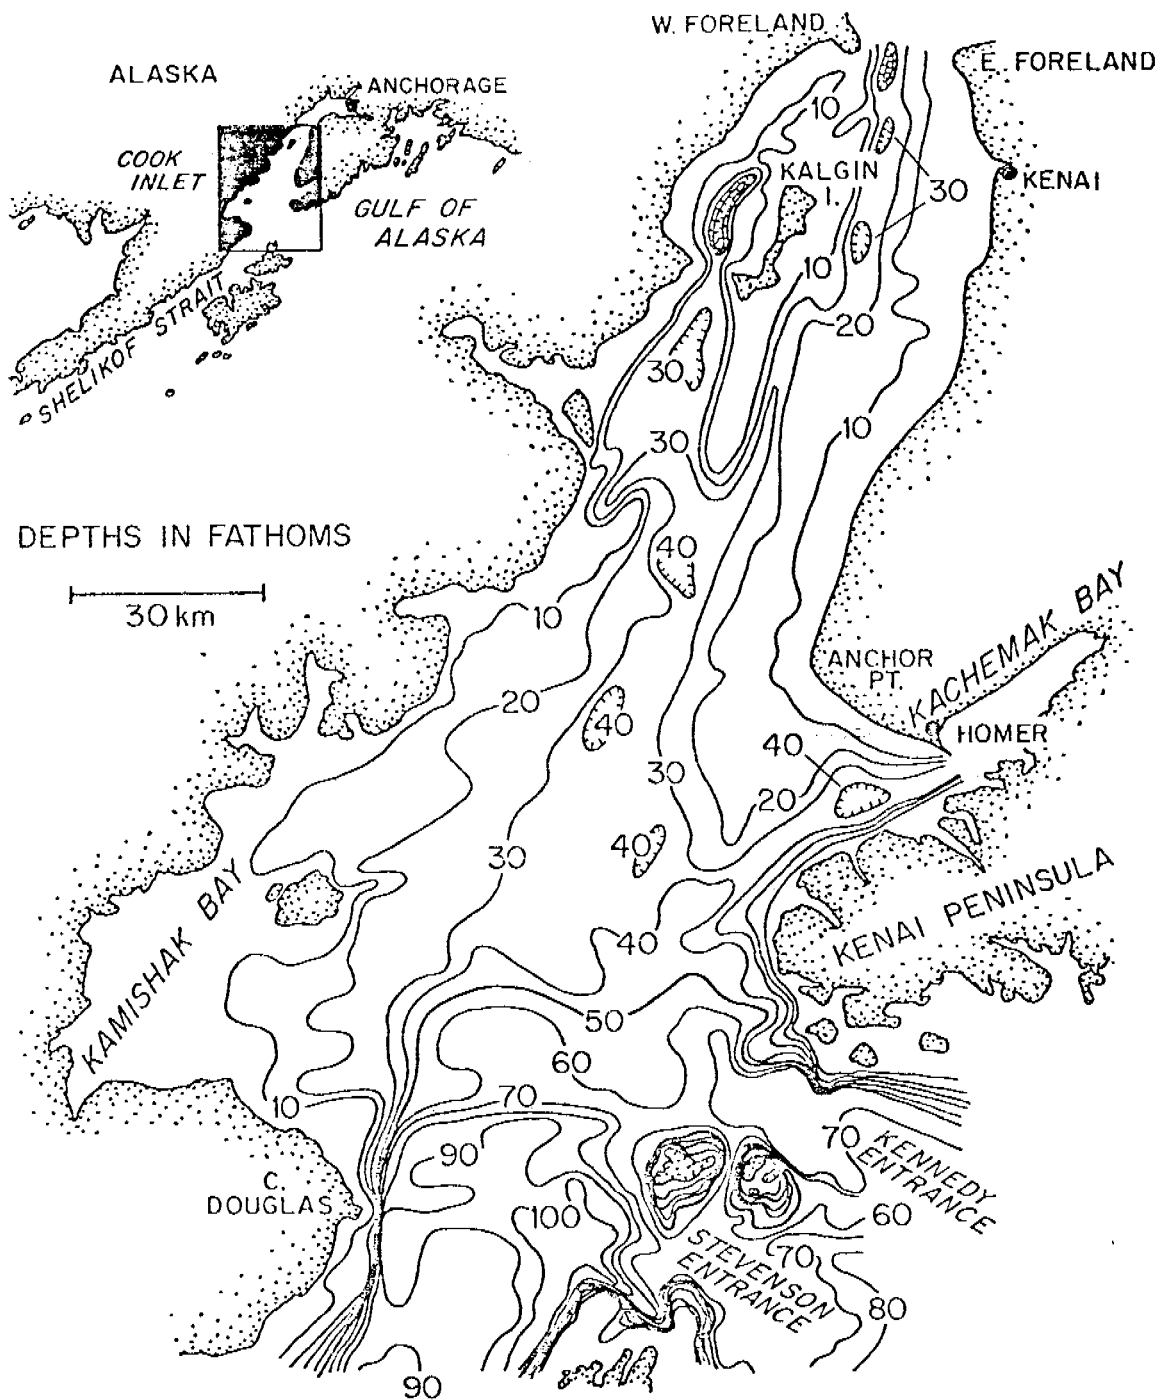 W. FORELAND
E. FORELAND
ALASKA
ANCHORAGE
COOK
INLET
GULF OF
ALASKA
SHELIKOF STRAIT
10
KALGIN
I.
30
KENAI
10
20
30
10
30
DEPTHS IN FATHOMS
30 km
40
10
ANCHOR
PT.
KACHEMAK BAY
HOMER
20
40
40
30
20
40
30
KAMISHAK BAY
KENAI PENINSULA
40
50
60
10
70
70
KENNEDY
ENTRANCE
90
C.
DOUGLAS
100
60
STEVENSON
ENTRANCE
70
80
90